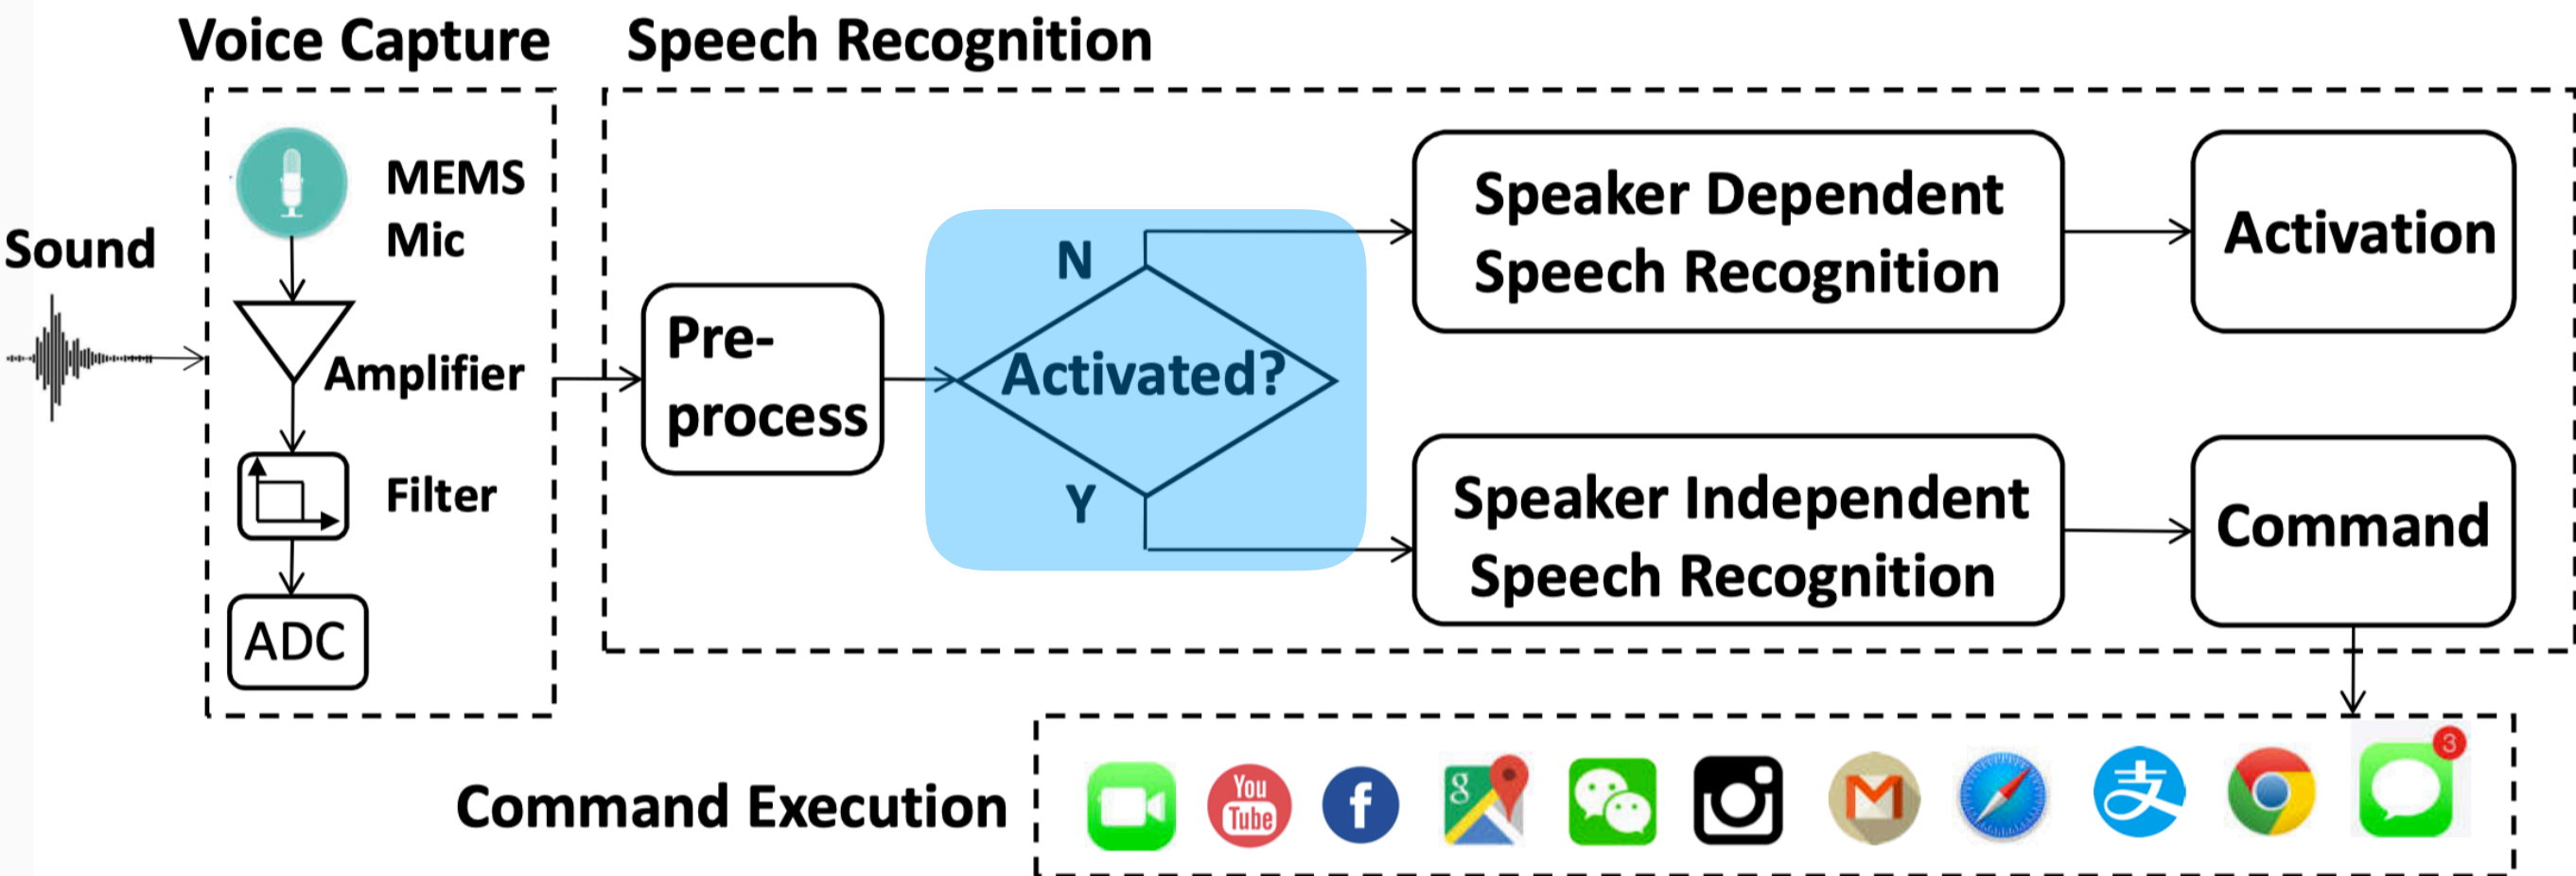 Voice Capture
Speech Recognition
Sound
MEMS
Mic
Amplifier
Filter
ADC
Pre-
process
N
Activated?
Y
Speaker Dependent
Speech Recognition
Activation
Speaker Independent
Speech Recognition
Command
Command Execution
You
Tube
f
g
M
支
3